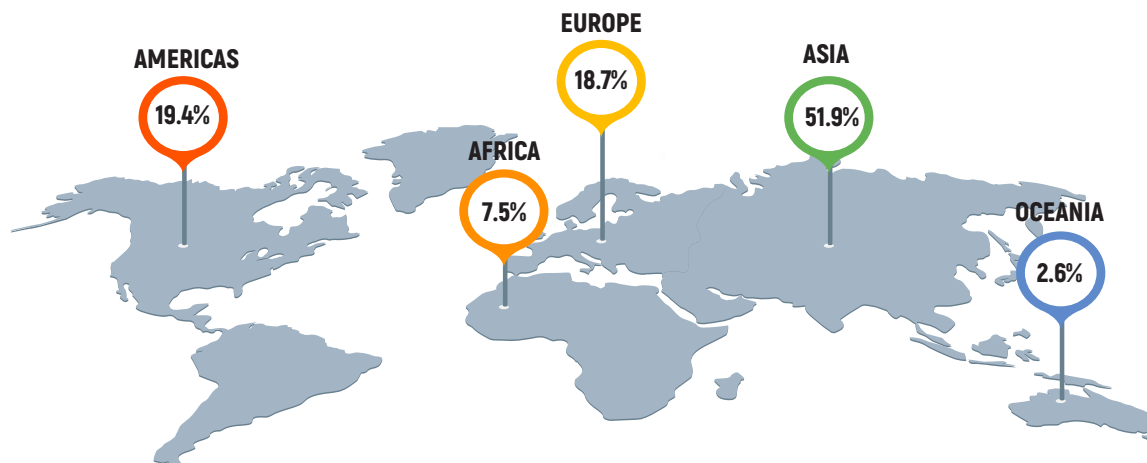 EUROPE
18.7%
AMERICAS
19.4%
ASIA
51.9%
AFRICA
7.5%
OCEANIA
2.6%